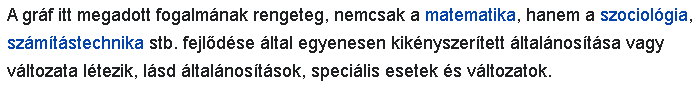 A gráf itt megadott fogalmának rengeteg, nemcsak a matematika, hanem a szociológia,
számítástechnika stb. fejlődése által egyenesen kikényszerített általánosítása vagy
változata létezik, lásd általánosítások, speciális esetek és változatok.